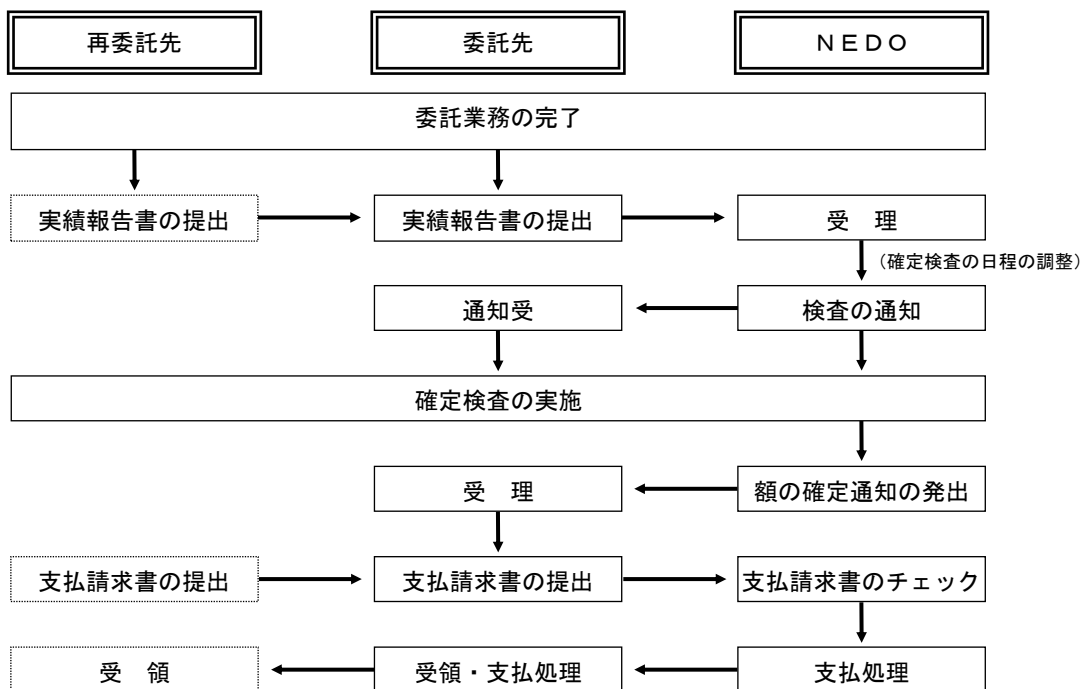 再委託先
委託先
ＮＥＤＯ
委託業務の完了
実績報告書の提出
実績報告書の提出
受　理
（確定検査の日程の調整）
通知受
検査の通知
確定検査の実施
受　理
額の確定通知の発出
支払請求書の提出
支払請求書の提出
支払請求書のチェック
受　領
受領・支払処理
支払処理